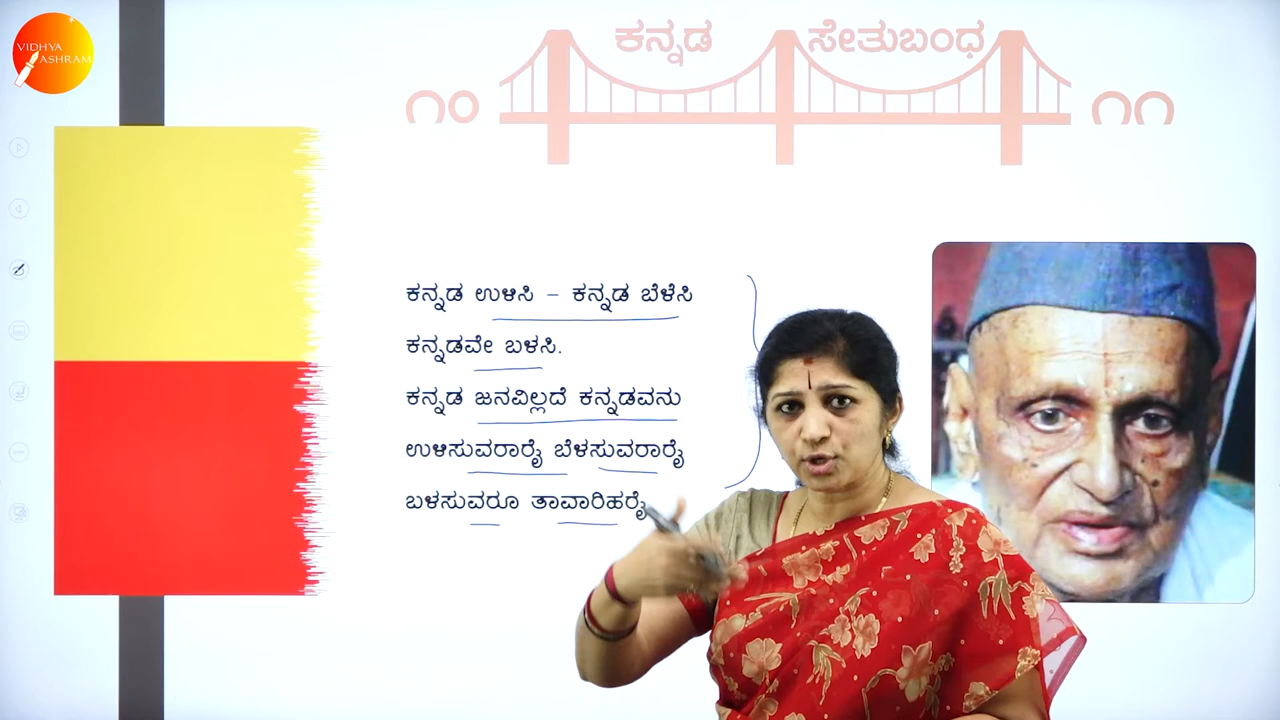 VIDHYA
ASHRAM
ಕನ್ನಡ ಸೇತುಬಂಧ
೧೦ ೧೧
ಕನ್ನಡ ಉಳಿಸಿ – ಕನ್ನಡ ಬೆಳೆಸಿ
ಕನ್ನಡವೇ ಬಳಸಿ.
ಕನ್ನಡ ಜನವಿಲ್ಲದೆ ಕನ್ನಡವನು
ಉಳಿಸುವರಾರೈ ಬೆಳಸುವರಾರೈ
ಬಳಸುವರೂ ತಾವಾರಿಹರೈ